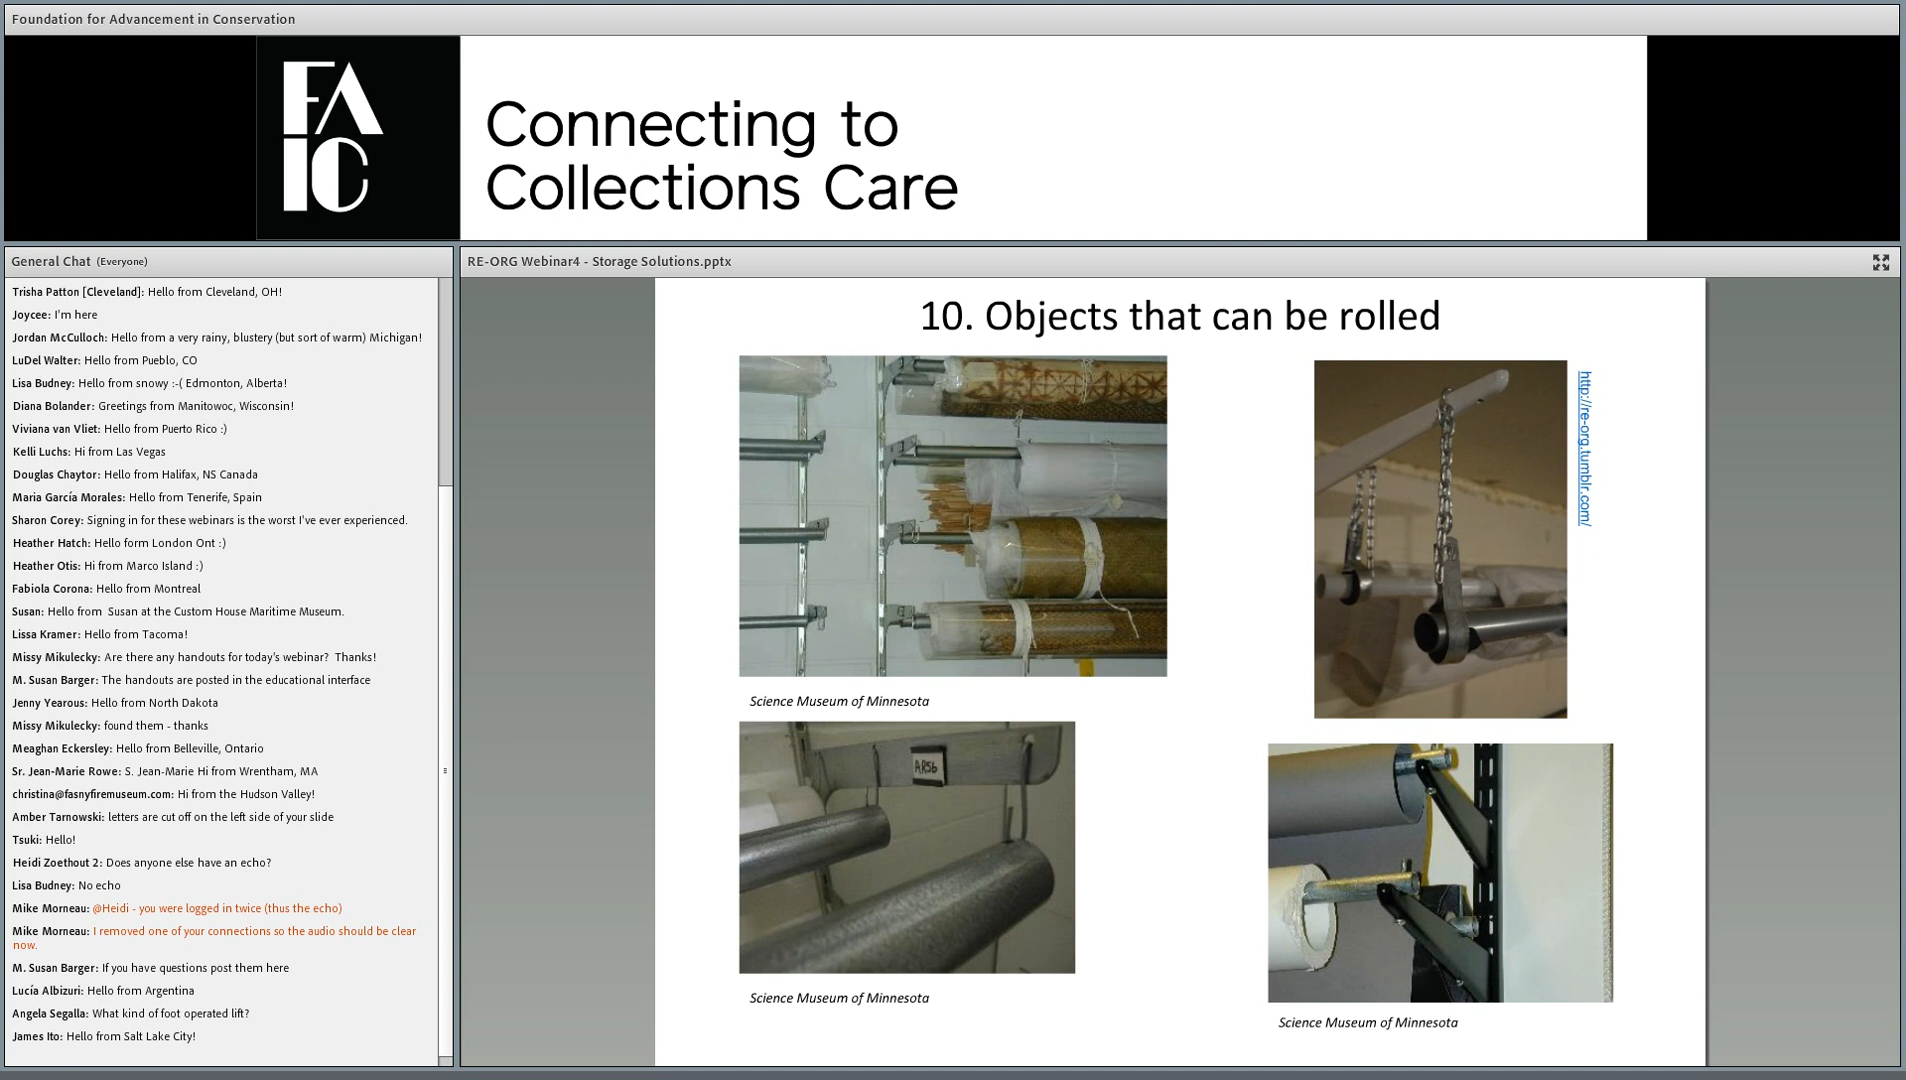 Foundation for Advancement in Conservation
FA
IC
Connecting to
Collections Care
General Chat (Everyone)
Trisha Patton [Cleveland]: Hello from Cleveland, OH!
Joycee: I'm here
Jordan McCulloch: Hello from a very rainy, blustery (but sort of warm) Michigan!
LuDel Walter: Hello from Pueblo, CO
Lisa Budney: Hello from snowy :-( Edmonton, Alberta!
Diana Bolander: Greetings from Manitowoc, Wisconsin!
Viviana van Vliet: Hello from Puerto Rico :)
Kelli Luchs: Hi from Las Vegas
Douglas Chaytor: Hello from Halifax, NS Canada
Maria García Morales: Hello from Tenerife, Spain
Sharon Corey: Signing in for these webinars is the worst I've ever experienced.
Heather Hatch: Hello form London Ont :)
Heather Otis: Hi from Marco Island :)
Fabiola Corona: Hello from Montreal
Susan: Hello from  Susan at the Custom House Maritime Museum.
Lissa Kramer: Hello from Tacoma!
Missy Mikulecky: Are there any handouts for today's webinar?  Thanks!
M. Susan Barger: The handouts are posted in the educational interface
Jenny Yearous: Hello from North Dakota
Missy Mikulecky: found them - thanks
Meaghan Eckersley: Hello from Belleville, Ontario
Sr. Jean-Marie Rowe: S. Jean-Marie Hi from Wrentham, MA
christina@fasnyfiremuseum.com: Hi from the Hudson Valley!
Amber Tarnowski: letters are cut off on the left side of your slide
Tsuki: Hello!
Heidi Zoethout 2: Does anyone else have an echo?
Lisa Budney: No echo
Mike Morneau: @Heidi - you were logged in twice (thus the echo)
Mike Morneau: I removed one of your connections so the audio should be clear
now.
M. Susan Barger: If you have questions post them here
Lucía Albizuri: Hello from Argentina
Angela Segalla: What kind of foot operated lift?
James Ito: Hello from Salt Lake City!
RE-ORG Webinar4 - Storage Solutions.pptx
10. Objects that can be rolled
http://re-org.tumblr.com/
Science Museum of Minnesota
AR5b
Science Museum of Minnesota
Science Museum of Minnesota